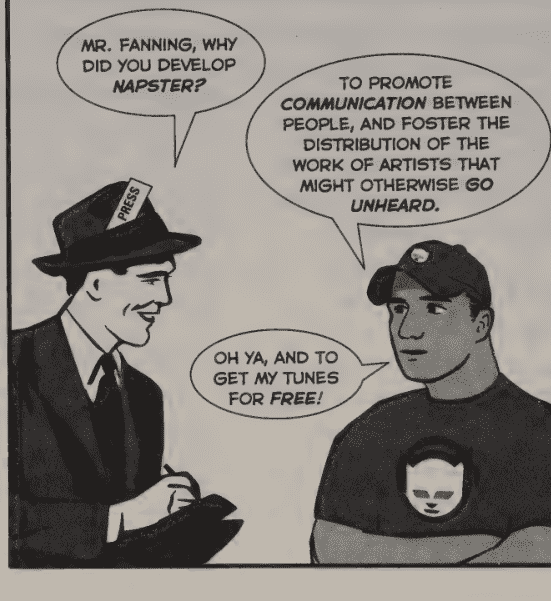 MR. FANNING, WHY
DID YOU DEVELOP
NAPSTER?
TO PROMOTE
COMMUNICATION BETWEEN
PEOPLE, AND FOSTER THE
DISTRIBUTION OF THE
WORK OF ARTISTS THAT
MIGHT OTHERWISE GO
UNHEARD.
PRESS
OH YA, AND TO
GET MY TUNES
FOR FREE!